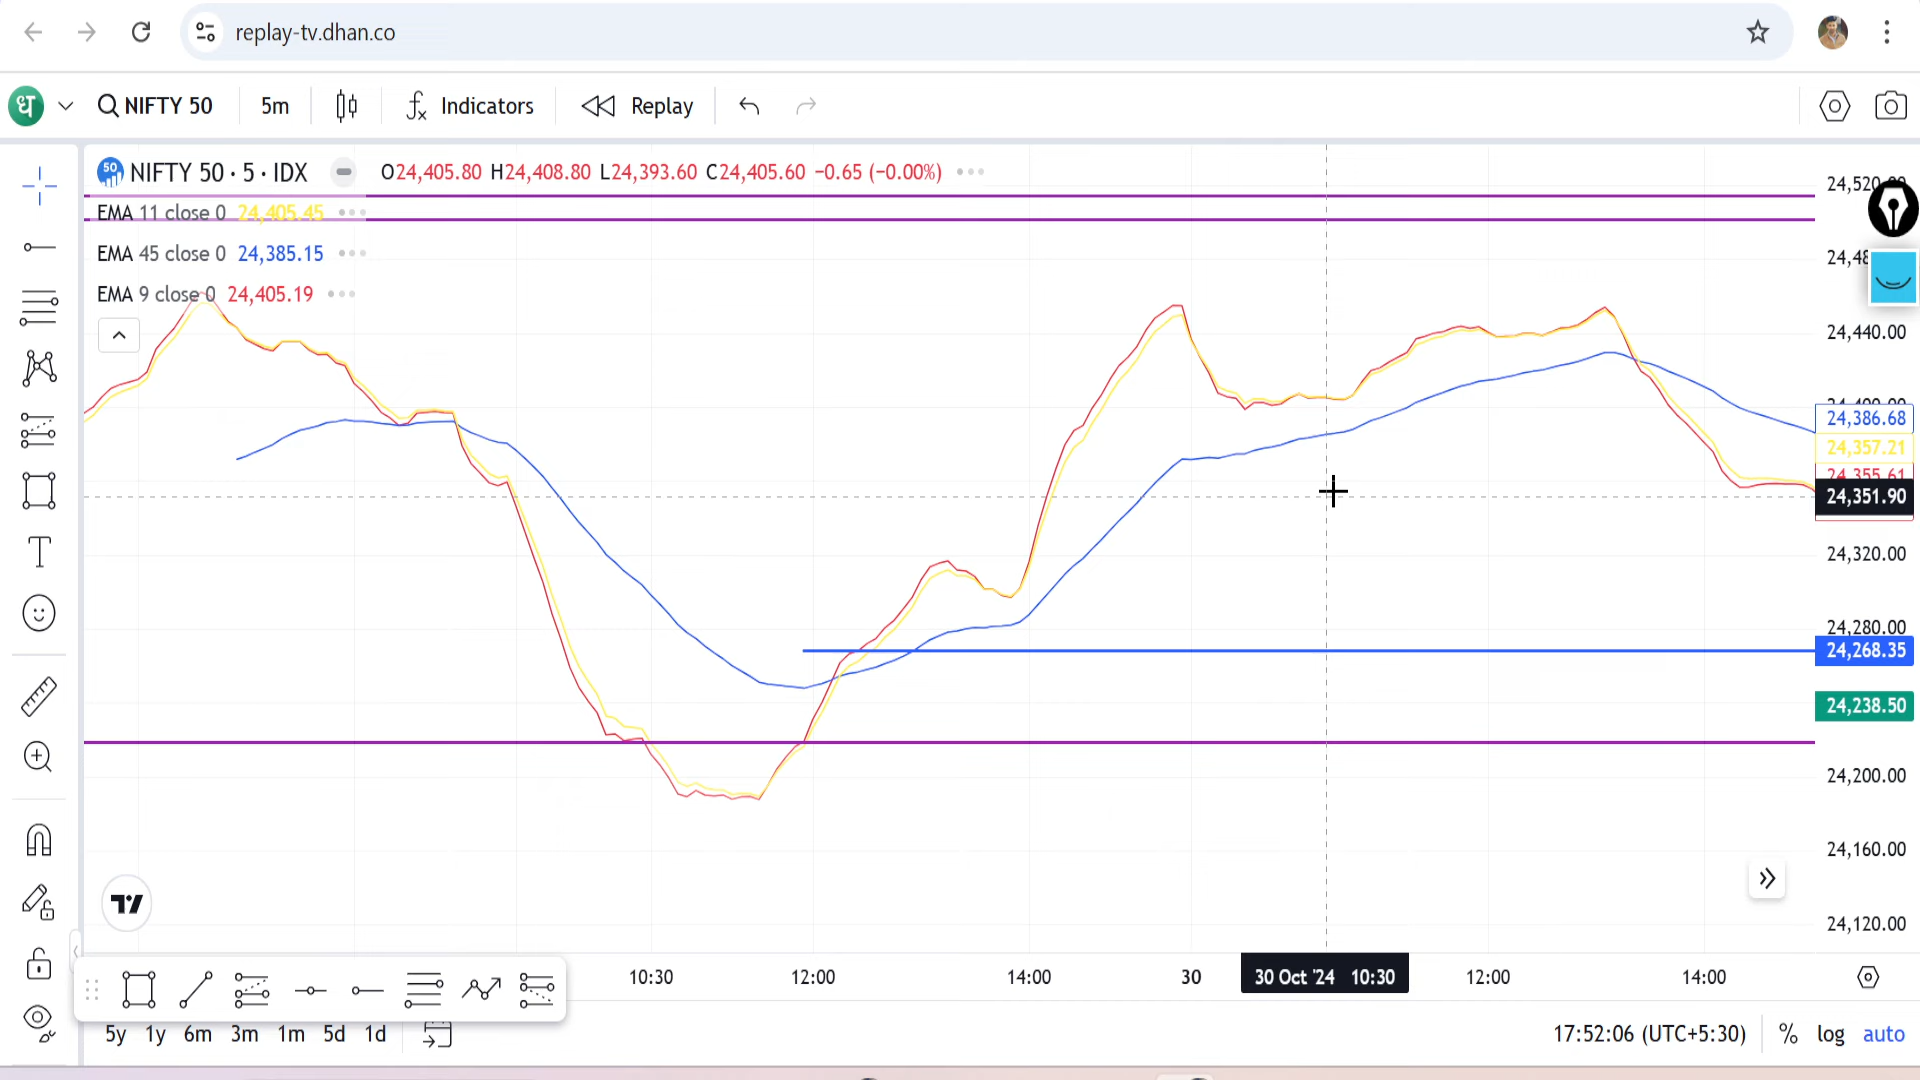 replay-tv.dhan.co
ध NIFTY 50 5m Indicators Replay
50 NIFTY 50 · 5 · IDX O24,405.80 H24,408.80 L24,393.60 C24,405.60 −0.65 (−0.00%)
EMA 11 close 0 24,405.45
EMA 45 close 0 24,385.15
EMA 9 close 0 24,405.19
24,440.00
24,386.68
24,357.21
24,355.61
24,351.90
24,320.00
24,280.00
24,268.35
24,238.50
24,200.00
24,160.00
24,120.00
10:30 12:00 14:00 30 30 Oct '24 10:30 12:00 14:00
5y 1y 6m 3m 1m 5d 1d 17:52:06 (UTC+5:30) % log auto